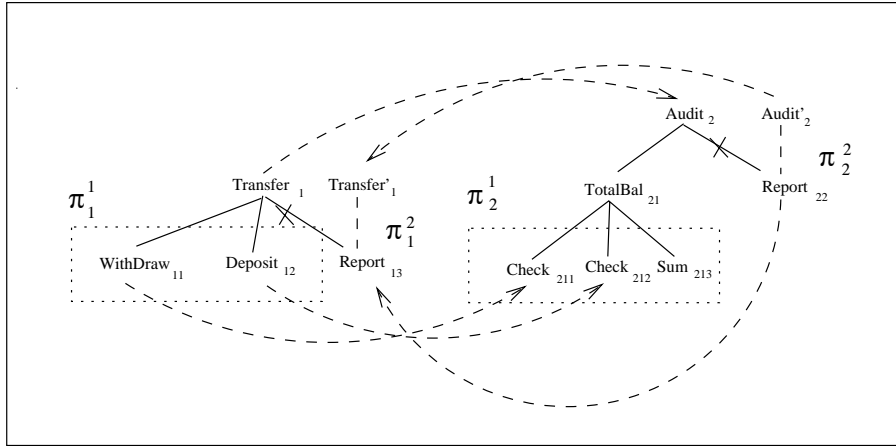 Audit 2
Audit'2
π 2 2
Transfer 1
Transfer'1
π 1 1
π 2 1
TotalBal 21
Report 22
π 1 2
WithDraw 11
Deposit 12
Report 13
Check 211
Check 212
Sum 213